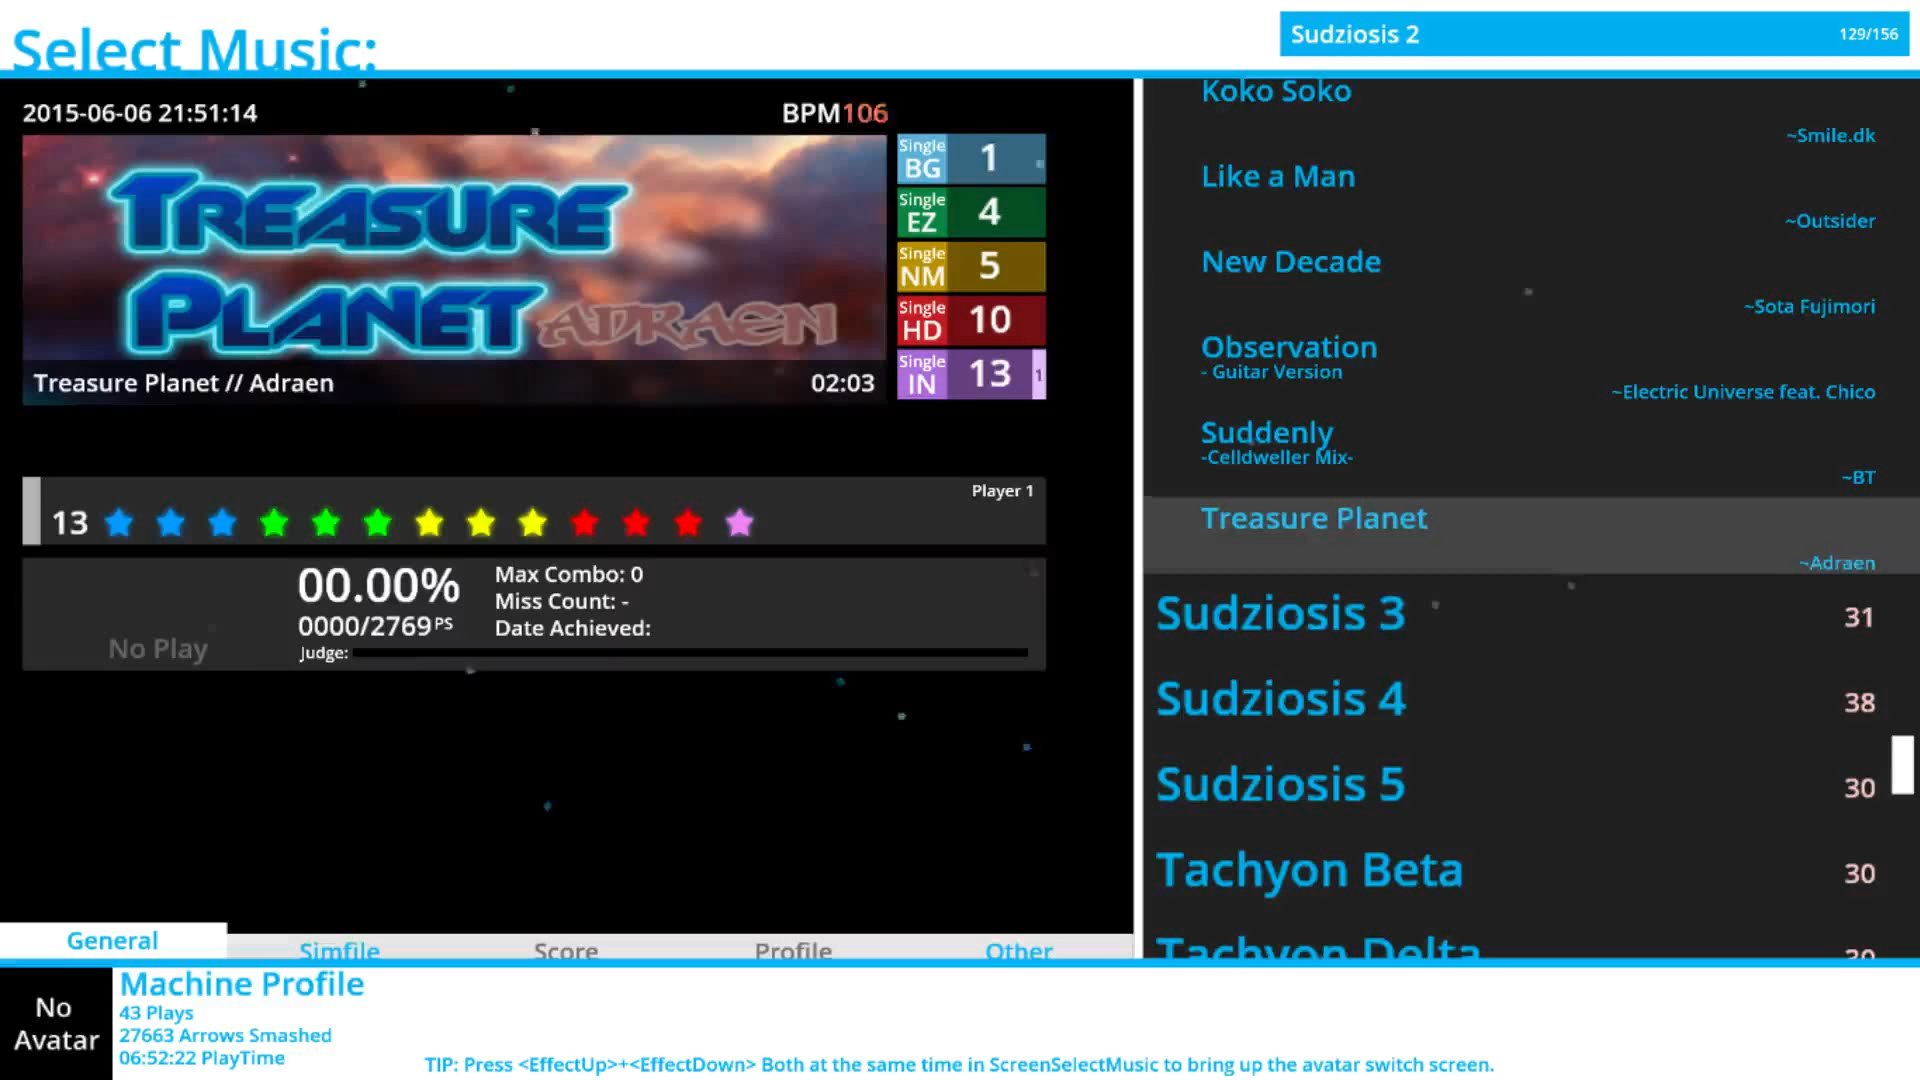 Select Music:
Sudziosis 2
129/156
2015-06-06 21:51:14
BPM106
TREASURE
PLANET ADRAEN
Treasure Planet // Adraen
02:03
Single
BG
1
Single
EZ
4
Single
NM
5
Single
HD
10
Single
IN
13
1
Player 1
13
No Play
00.00%
0000/2769PS
Judge:
Max Combo: 0
Miss Count: -
Date Achieved:
Koko Soko
~Smile.dk
Like a Man
~Outsider
New Decade
~Sota Fujimori
Observation
- Guitar Version
~Electric Universe feat. Chico
Suddenly
-Celldweller Mix-
~BT
Treasure Planet
~Adraen
Sudziosis 3
31
Sudziosis 4
38
Sudziosis 5
30
Tachyon Beta
30
Tachyon Delta
30
General
Simfile
Score
Profile
Other
No
Avatar
Machine Profile
43 Plays
27663 Arrows Smashed
06:52:22 PlayTime
TIP: Press <EffectUp>+<EffectDown> Both at the same time in ScreenSelectMusic to bring up the avatar switch screen.